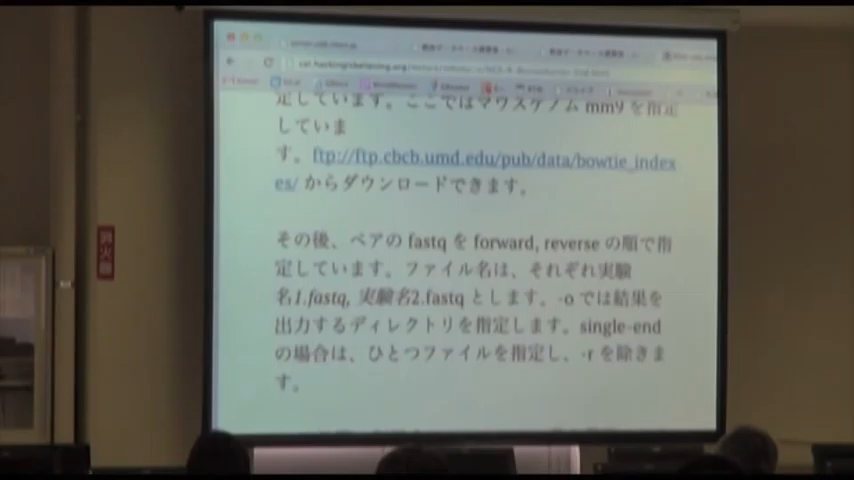 定しています。ここではマウスゲノム mm9 を指定
していま
す。ftp://ftp.cbcb.umd.edu/pub/data/bowtie_index
es/ からダウンロードできます。
その後、ペアの fastq を forward, reverse の順で指
定しています。ファイル名は、それぞれ実験
名1.fastq, 実験名2.fastq とします。-o では結果を
出力するディレクトリを指定します。single-end
の場合は、ひとつファイルを指定し、-r を除きま
す。
消火器